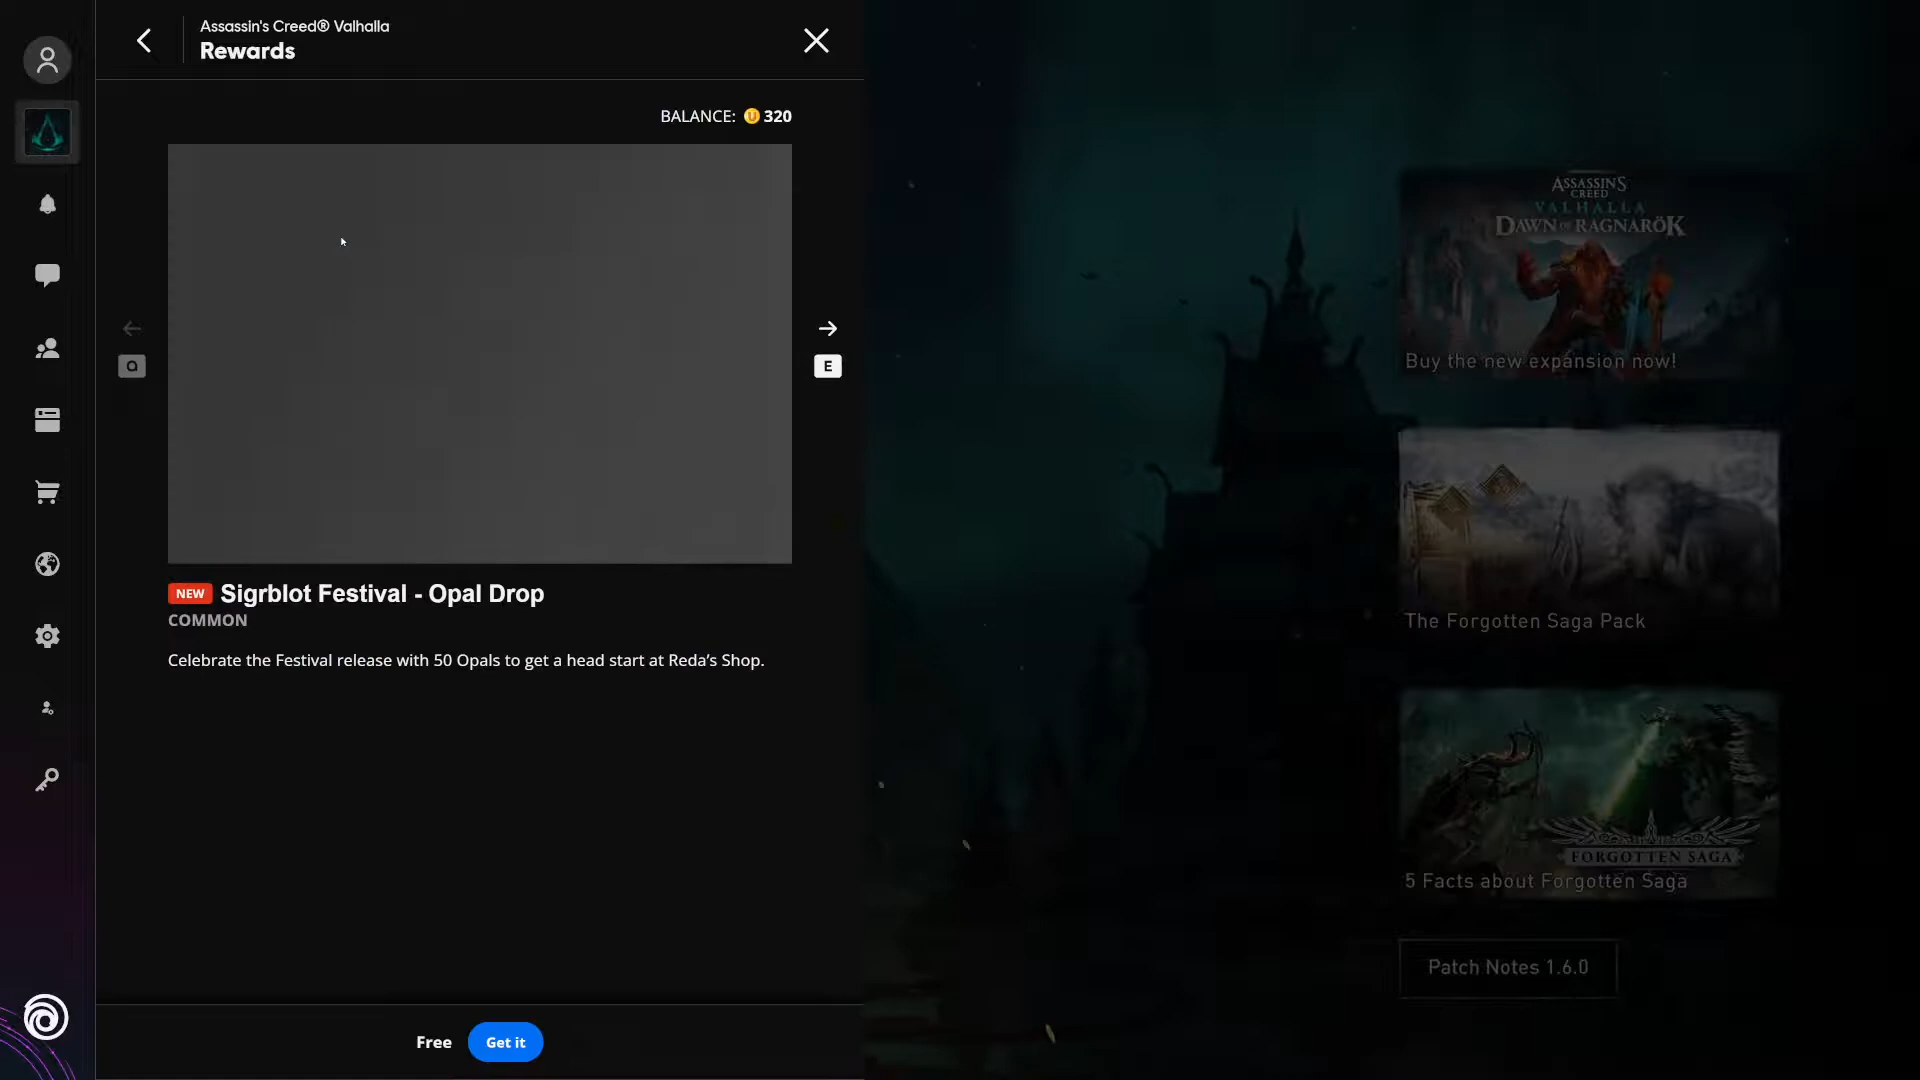 Assassin's Creed® Valhalla
Rewards
BALANCE: 320
Q
E
NEW Sigrblot Festival - Opal Drop
COMMON
Celebrate the Festival release with 50 Opals to get a head start at Reda's Shop.
Free Get it
ASSASSIN'S
CREED
VALHALLA
DAWN OF RAGNARÖK
Buy the new expansion now!
The Forgotten Saga Pack
FORGOTTEN SAGA
5 Facts about Forgotten Saga
Patch Notes 1.6.0